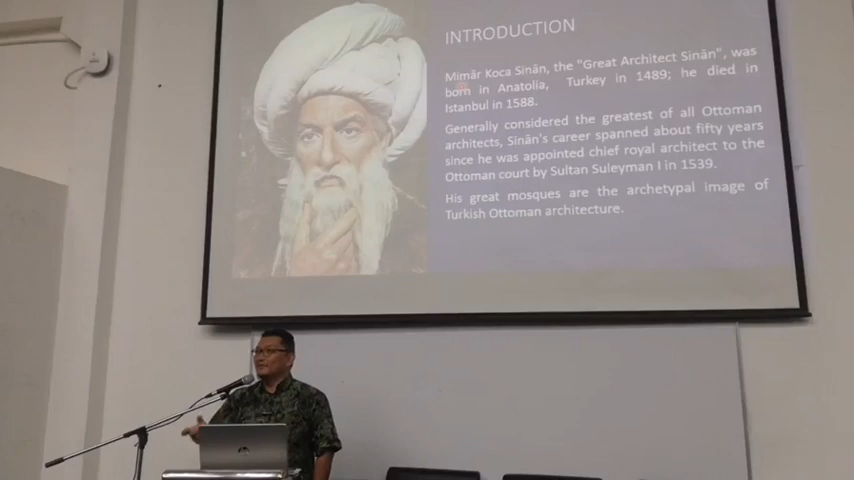 INTRODUCTION
Mimār Koca Sinān, the "Great Architect Sinān", was
born in Anatolia, Turkey in 1489; he died in
Istanbul in 1588.
Generally considered the greatest of all Ottoman
architects, Sinān's career spanned about fifty years
since he was appointed chief royal architect to the
Ottoman court by Sultan Suleyman I in 1539.
His great mosques are the archetypal image of
Turkish Ottoman architecture.
hp